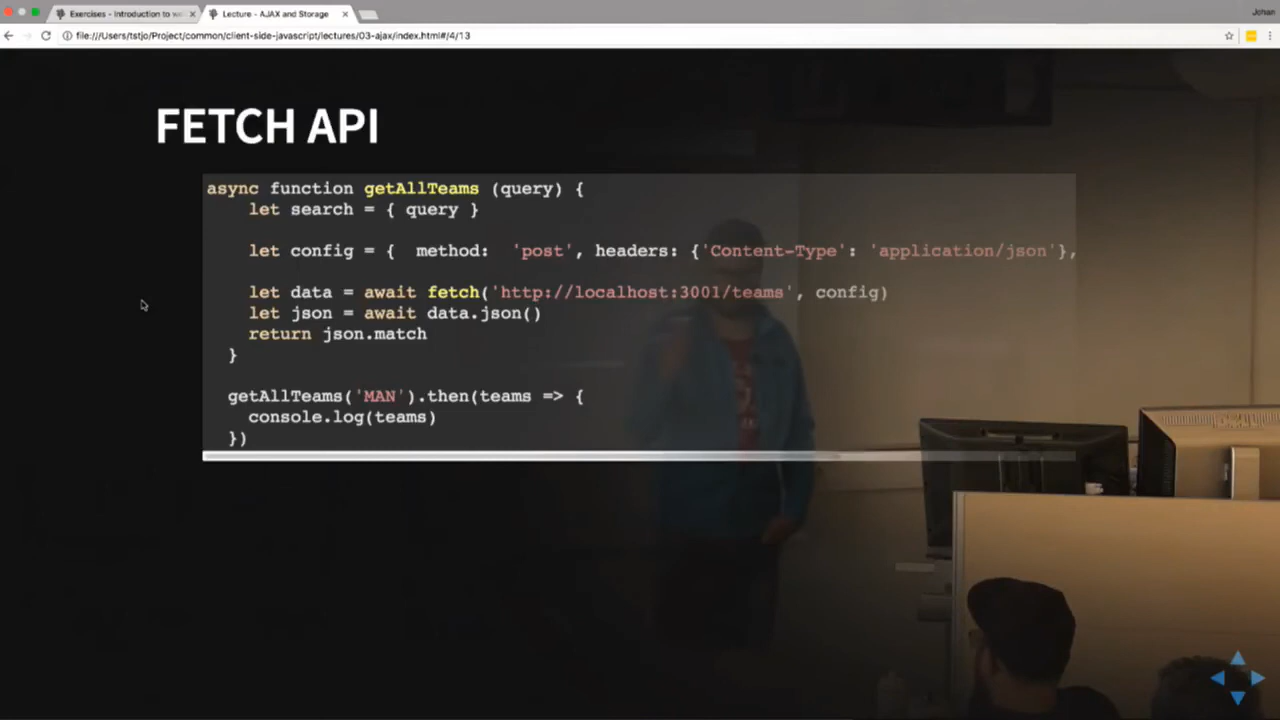 Exercises - Introduction to we
Lecture - AJAX and Storage
Johan
file:///Users/tstjo/Project/common/client-side-javascript/lectures/03-ajax/index.html#/4/13
FETCH API
async function getAllTeams (query) {
let search = { query }
let config = {  method:  'post', headers: {'Content-Type': 'application/json'},
let data = await fetch('http://localhost:3001/teams', config)
let json = await data.json()
return json.match
}
getAllTeams('MAN').then(teams => {
console.log(teams)
})